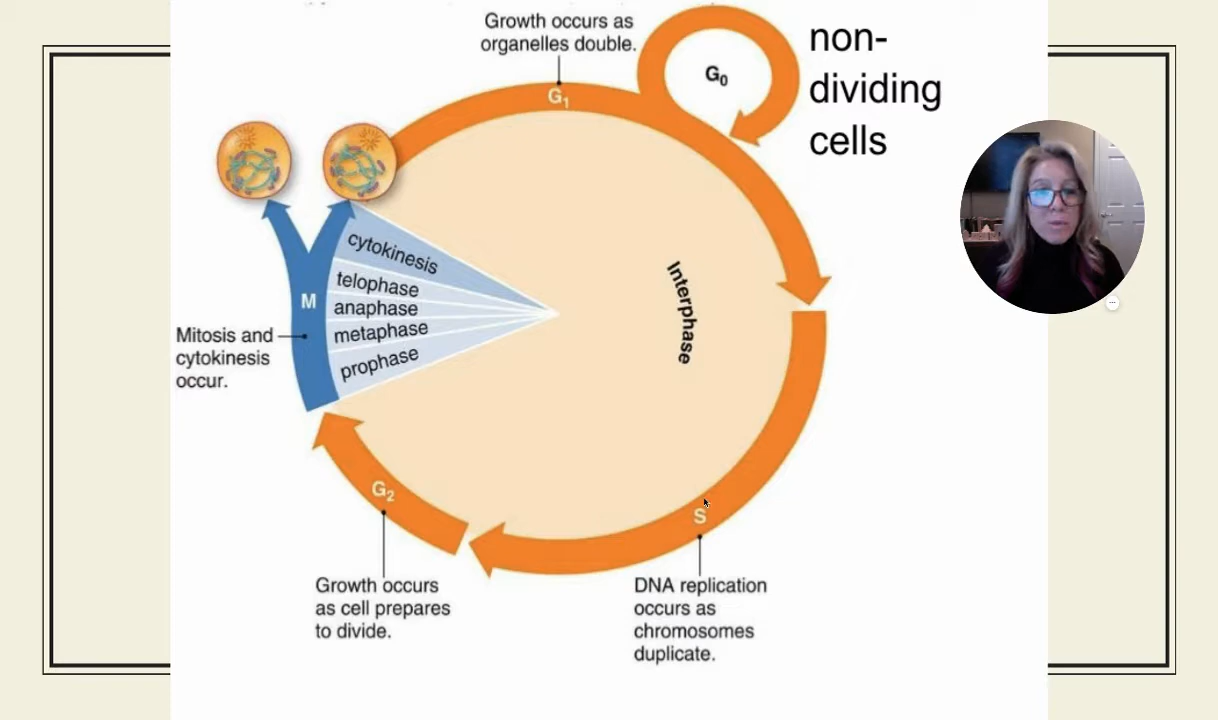 Growth occurs as
organelles double.
G₁
G₀
non-
dividing
cells
cytokinesis
telophase
anaphase
metaphase
prophase
M
Mitosis and
cytokinesis
occur.
Interphase
G₂
S
Growth occurs
as cell prepares
to divide.
DNA replication
occurs as
chromosomes
duplicate.